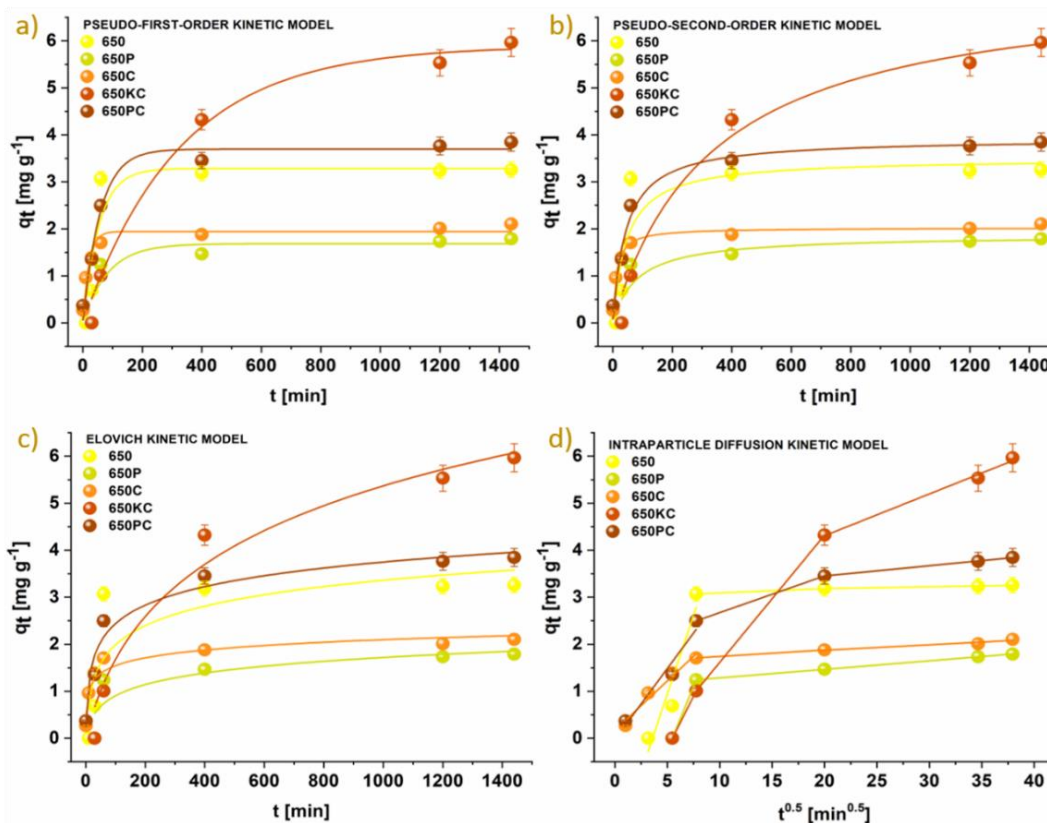 a)
PSEUDO-FIRST-ORDER KINETIC MODEL
650
650P
650C
650KC
650PC
qt [mg g-1]
6
5
4
3
2
1
0
0 200 400 600 800 1000 1200 1400
t [min]
b)
PSEUDO-SECOND-ORDER KINETIC MODEL
650
650P
650C
650KC
650PC
qt [mg g-1]
6
5
4
3
2
1
0
0 200 400 600 800 1000 1200 1400
t [min]
c)
ELOVICH KINETIC MODEL
650
650P
650C
650KC
650PC
qt [mg g-1]
6
5
4
3
2
1
0
0 200 400 600 800 1000 1200 1400
t [min]
d)
INTRAPARTICLE DIFFUSION KINETIC MODEL
650
650P
650C
650KC
650PC
qt [mg g-1]
6
5
4
3
2
1
0
0 5 10 15 20 25 30 35 40
t0.5 [min0.5]